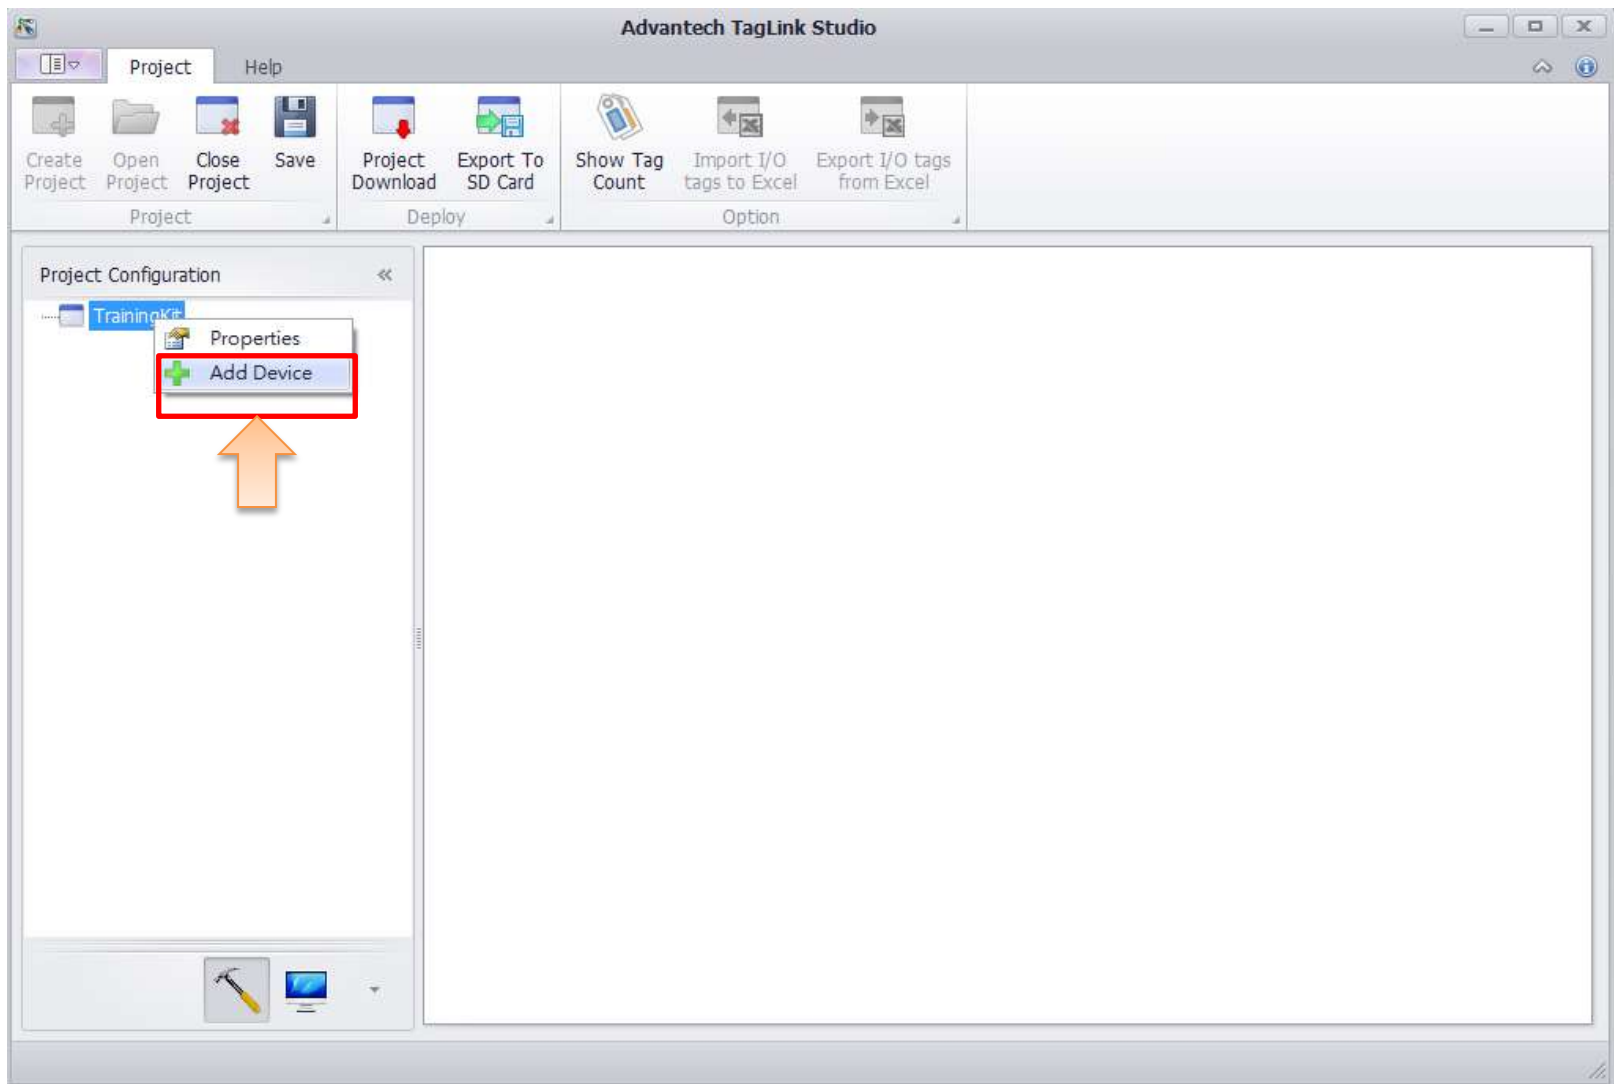 Advantech TagLink Studio
Project Help
Create Project
Open Project
Close Project
Save
Project Download
Export To SD Card
Show Tag Count
Import I/O tags to Excel
Export I/O tags from Excel
Project
Deploy
Option
Project Configuration
TrainingKit
Properties
Add Device